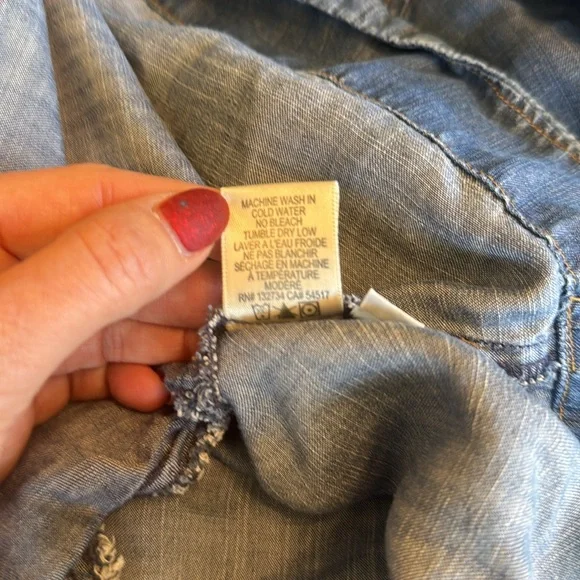 MACHINE WASH IN
COLD WATER
NO BLEACH
TUMBLE DRY LOW
LAVER A L'EAU FROIDE
NE PAS BLANCHIR
SÉCHAGE EN MACHINE
A TEMPÉRATURE
MODÉRÉ
RN# 132734 CA# 54517